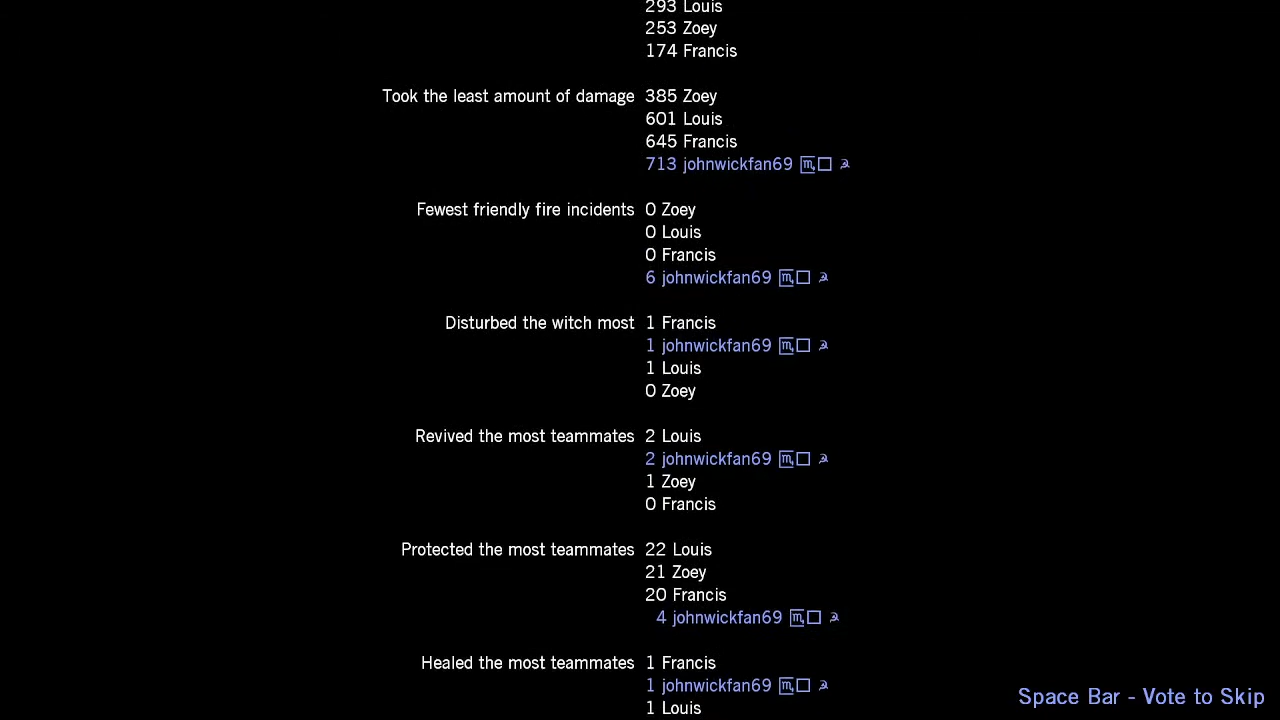 293 Louis
253 Zoey
174 Francis
Took the least amount of damage 385 Zoey
601 Louis
645 Francis
713 johnwickfan69 ♏□ ☭
Fewest friendly fire incidents 0 Zoey
0 Louis
0 Francis
6 johnwickfan69 ♏□ ☭
Disturbed the witch most 1 Francis
1 johnwickfan69 ♏□ ☭
1 Louis
0 Zoey
Revived the most teammates 2 Louis
2 johnwickfan69 ♏□ ☭
1 Zoey
0 Francis
Protected the most teammates 22 Louis
21 Zoey
20 Francis
4 johnwickfan69 ♏□ ☭
Healed the most teammates 1 Francis
1 johnwickfan69 ♏□ ☭
1 Louis
Space Bar - Vote to Skip